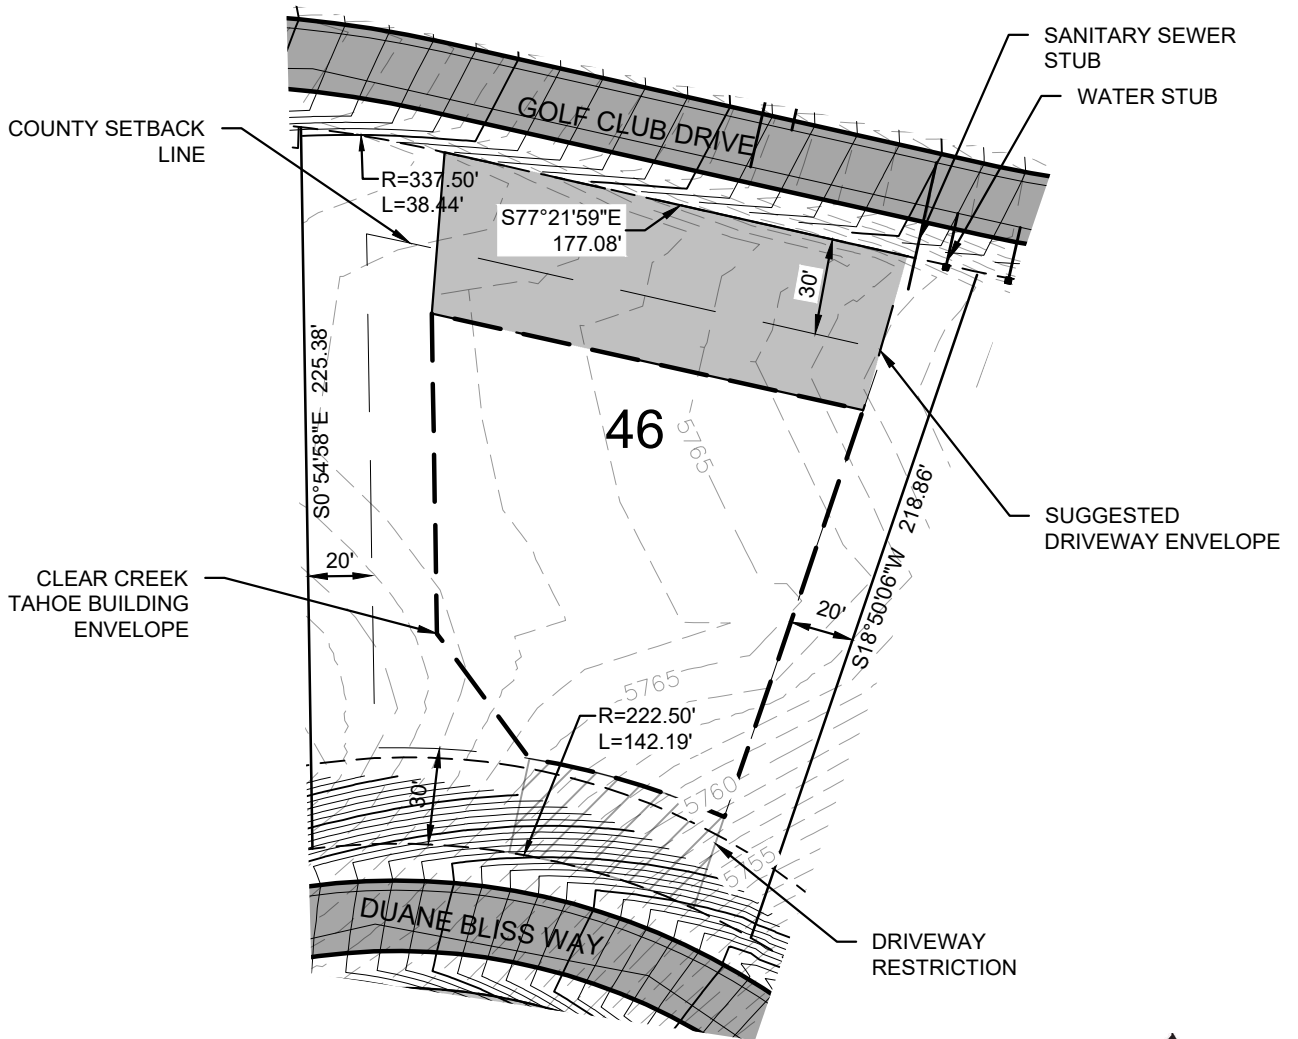 SANITARY SEWER
STUB
WATER STUB
GOLF CLUB DRIVE
COUNTY SETBACK
LINE
R=337.50'
L=38.44'
S77°21'59"E
177.08'
30'
S0°54'58"E 225.38'
46
5765
S18°50'06"W 218.86'
SUGGESTED
DRIVEWAY ENVELOPE
20'
CLEAR CREEK
TAHOE BUILDING
ENVELOPE
20'
5765
R=222.50'
L=142.19'
30'
5760
5755
DUANE BLISS WAY
DRIVEWAY
RESTRICTION